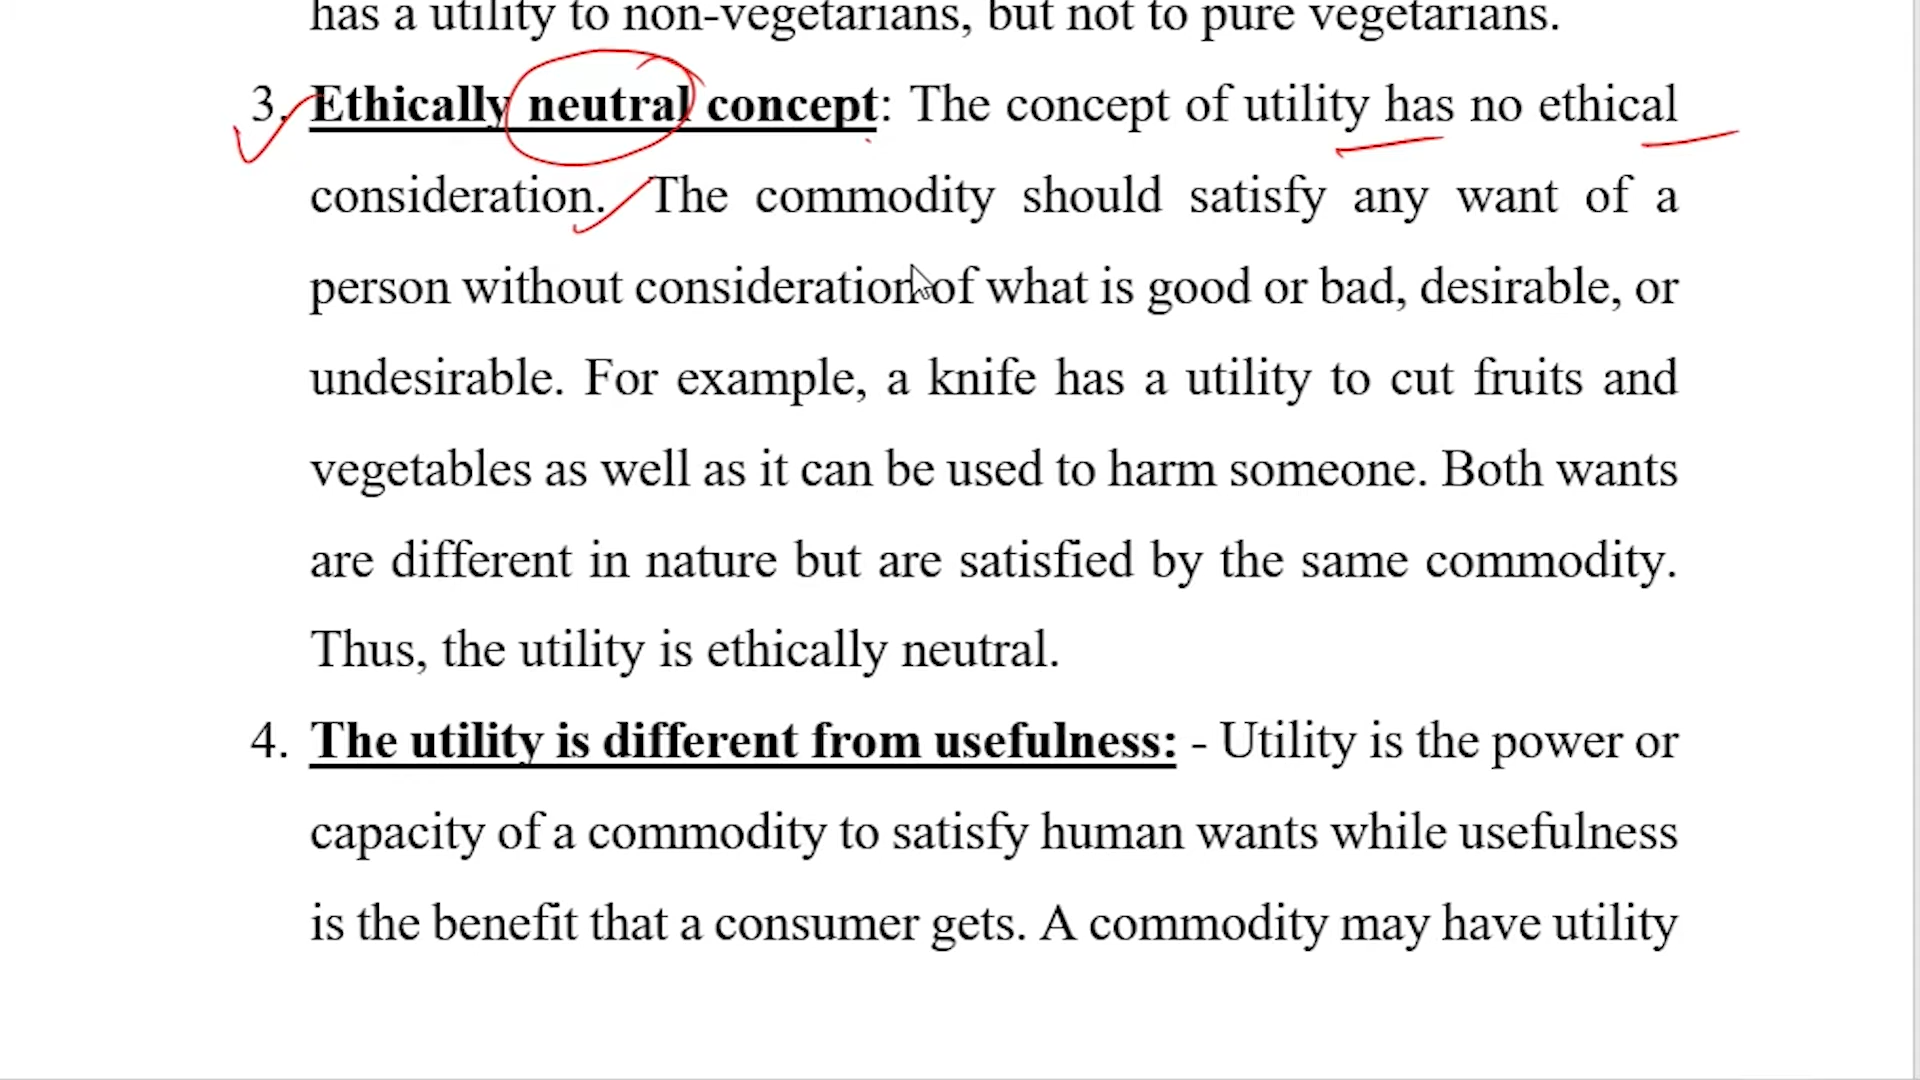 has a utility to non-vegetarians, but not to pure vegetarians.
3. Ethically neutral concept: The concept of utility has no ethical
consideration. The commodity should satisfy any want of a
person without consideration of what is good or bad, desirable, or
undesirable. For example, a knife has a utility to cut fruits and
vegetables as well as it can be used to harm someone. Both wants
are different in nature but are satisfied by the same commodity.
Thus, the utility is ethically neutral.
4. The utility is different from usefulness: - Utility is the power or
capacity of a commodity to satisfy human wants while usefulness
is the benefit that a consumer gets. A commodity may have utility